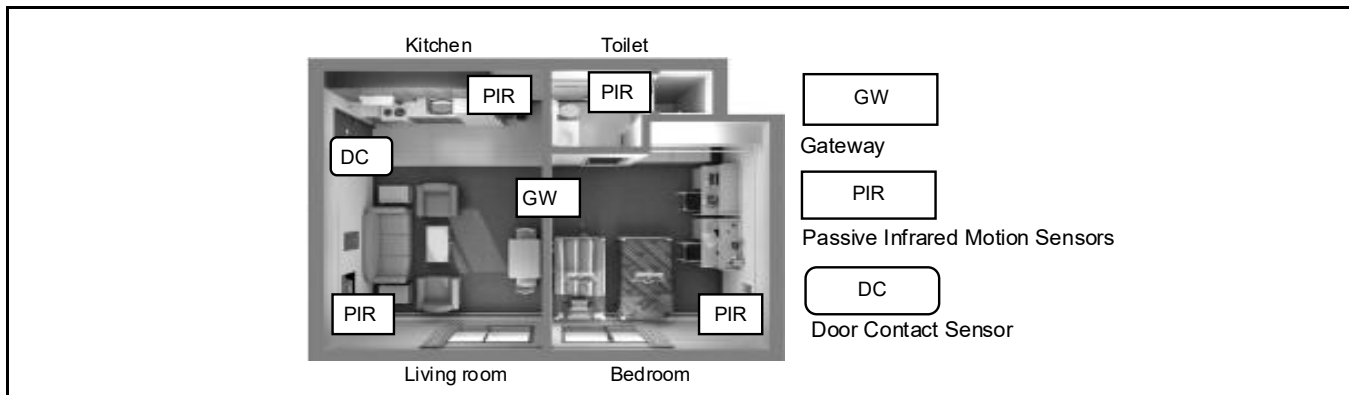 Kitchen
Toilet
PIR
PIR
GW
DC
Gateway
GW
PIR
Passive Infrared Motion Sensors
PIR
PIR
DC
Door Contact Sensor
Living room
Bedroom